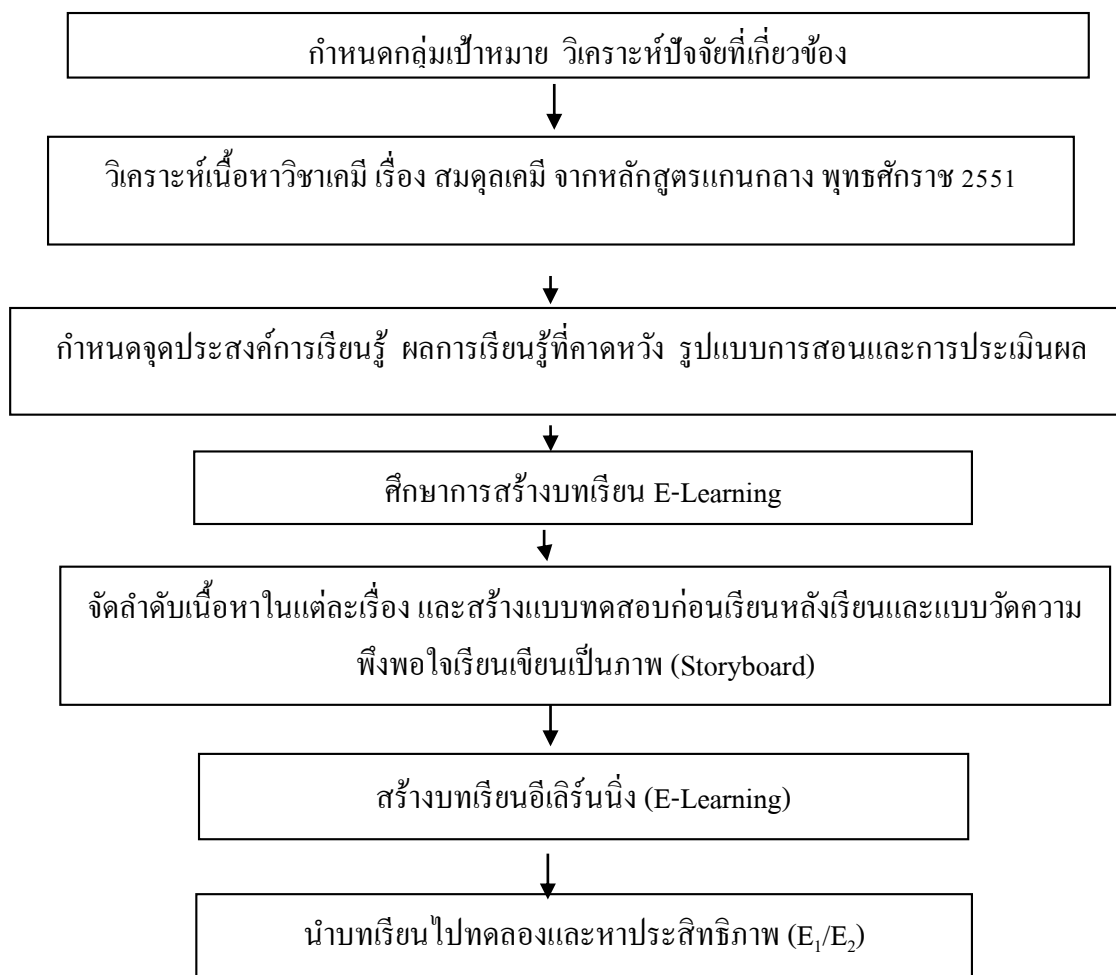 กำหนดกลุ่มเป้าหมาย วิเคราะห์ปัจจัยที่เกี่ยวข้อง
วิเคราะห์เนื้อหาวิชาเคมี เรื่อง สมดุลเคมี จากหลักสูตรแกนกลาง พุทธศักราช 2551
กำหนดจุดประสงค์การเรียนรู้ ผลการเรียนรู้ที่คาดหวัง รูปแบบการสอนและการประเมินผล
ศึกษาการสร้างบทเรียน E-Learning
จัดลำดับเนื้อหาในแต่ละเรื่อง และสร้างแบบทดสอบก่อนเรียนหลังเรียนและแบบวัดความ
พึงพอใจเรียนเขียนเป็นภาพ (Storyboard)
สร้างบทเรียนอีเลิร์นนิ่ง (E-Learning)
นำบทเรียนไปทดลองและหาประสิทธิภาพ (E₁/E₂)